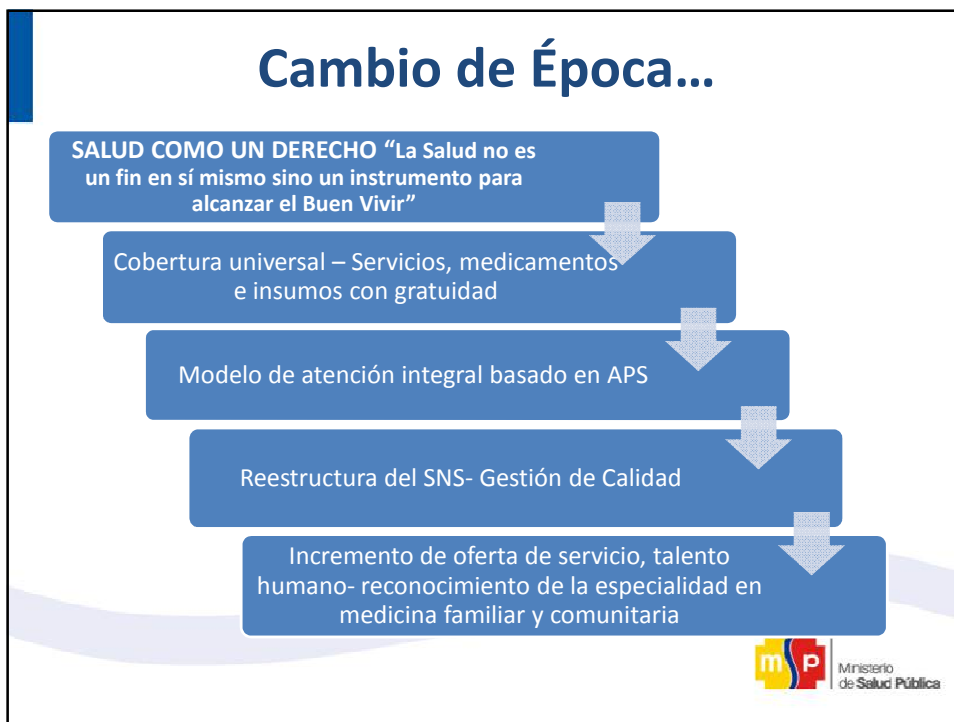 Cambio de Época...
SALUD COMO UN DERECHO “La Salud no es
un fin en sí mismo sino un instrumento para
alcanzar el Buen Vivir”
Cobertura universal – Servicios, medicamentos
e insumos con gratuidad
Modelo de atención integral basado en APS
Reestructura del SNS- Gestión de Calidad
Incremento de oferta de servicio, talento
humano- reconocimiento de la especialidad en
medicina familiar y comunitaria
m P
Ministerio
de Salud Pública